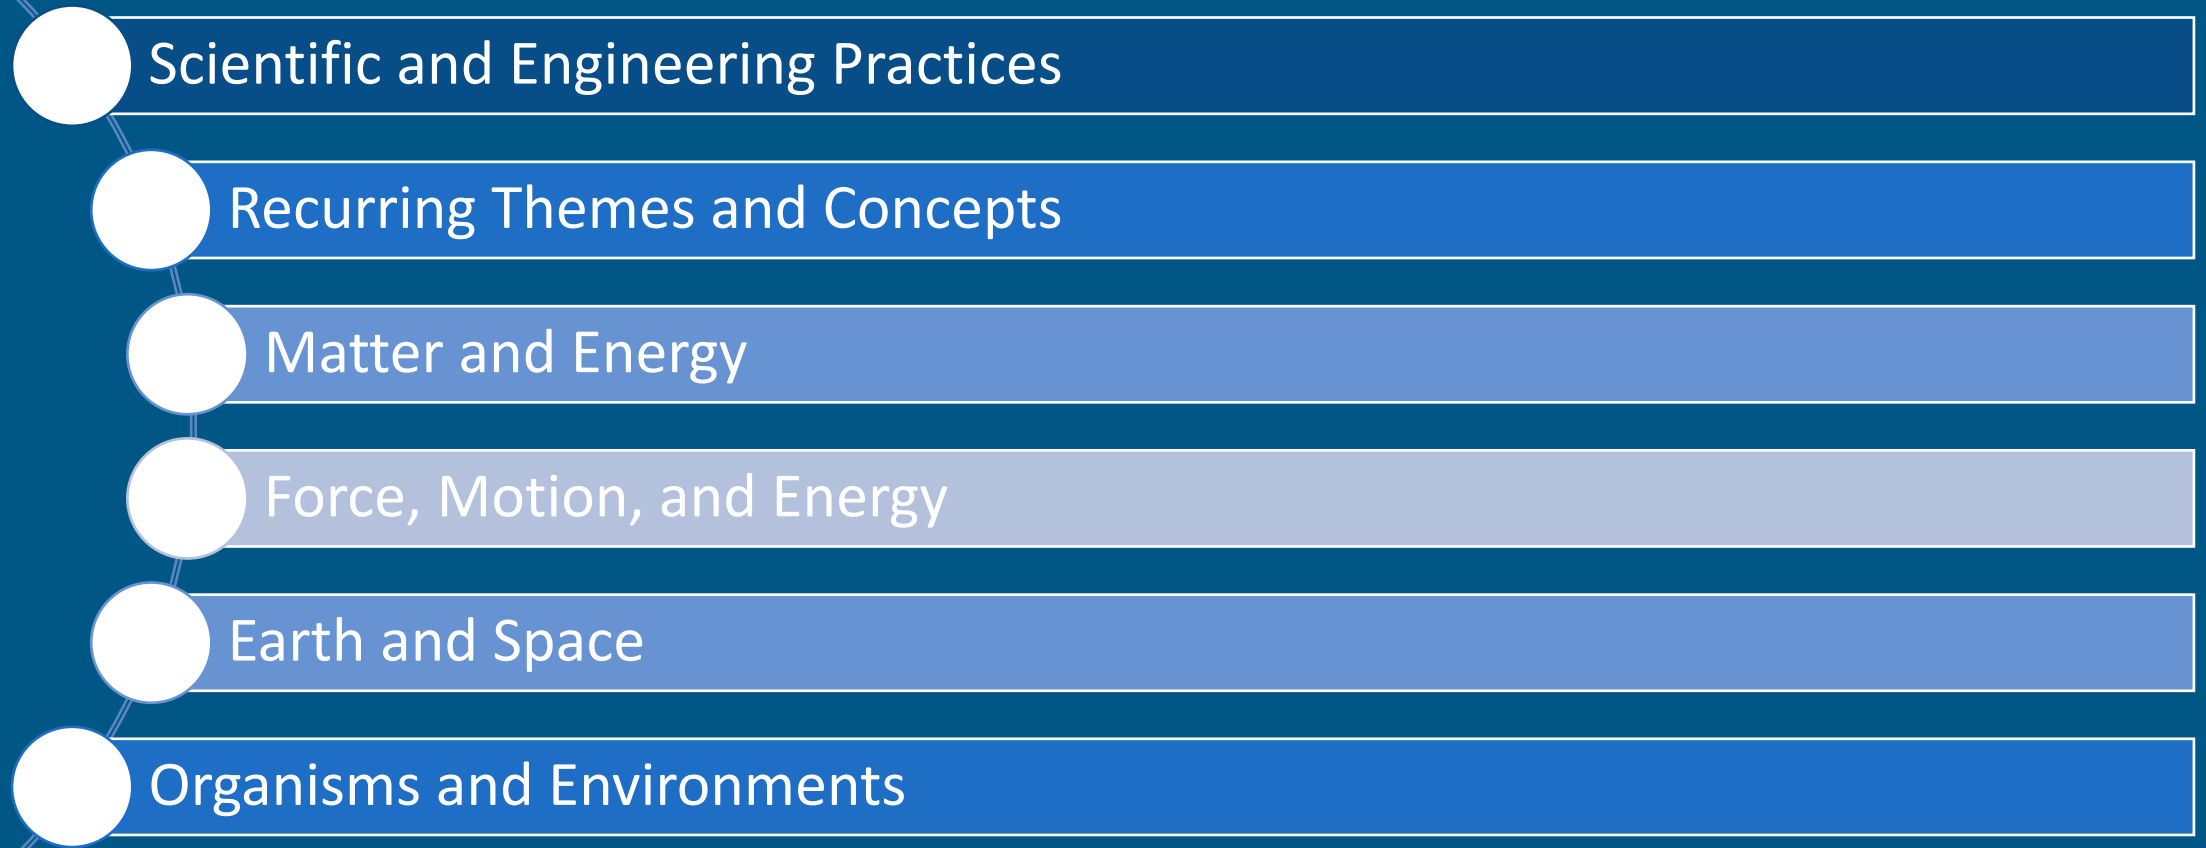 Scientific and Engineering Practices
Recurring Themes and Concepts
Matter and Energy
Force, Motion, and Energy
Earth and Space
Organisms and Environments